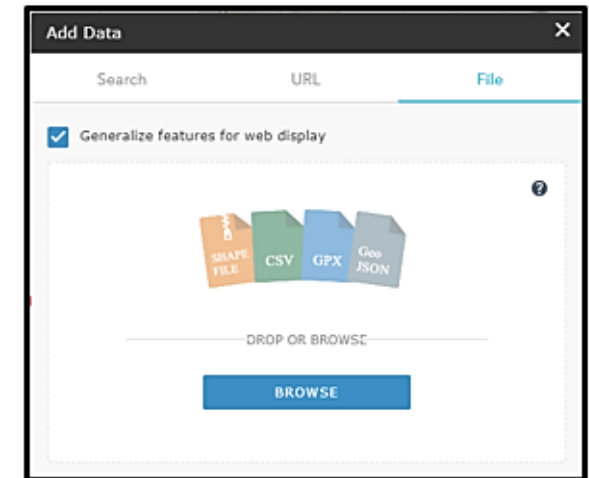 Add Data ×
Search URL File
Generalize features for web display
?
SHAPE FILE CSV GPX Geo JSON
DROP OR BROWSE
BROWSE